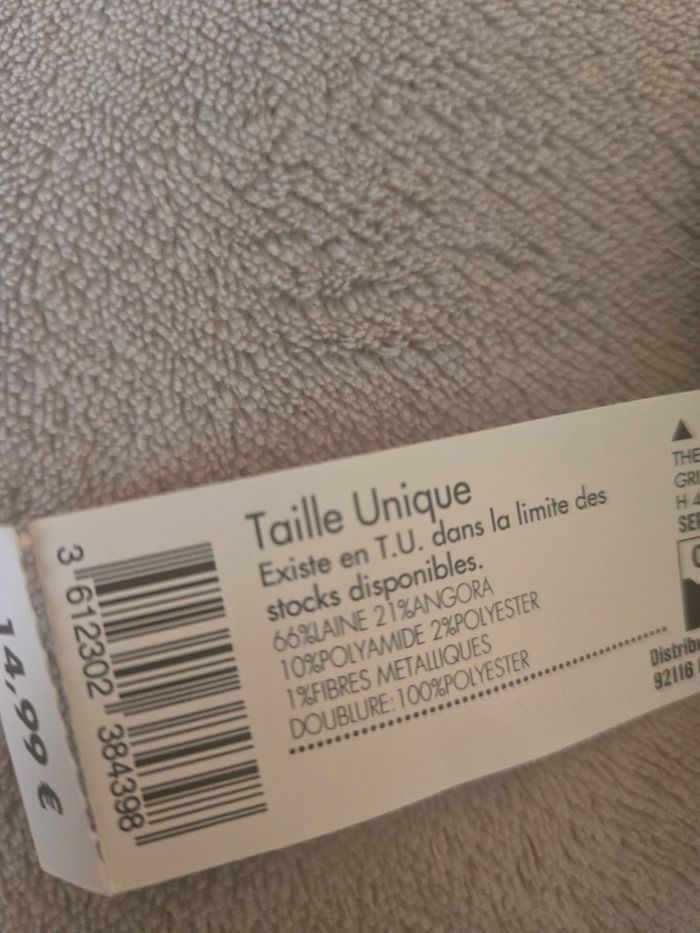 Taille Unique
Existe en T.U. dans la limite des
stocks disponibles.
66%LAINE 21%ANGORA
10%POLYAMIDE 2%POLYESTER
1%FIBRES METALLIQUES
DOUBLURE: 100%POLYESTER
3 612302 384398
14,99 €
THE
92116